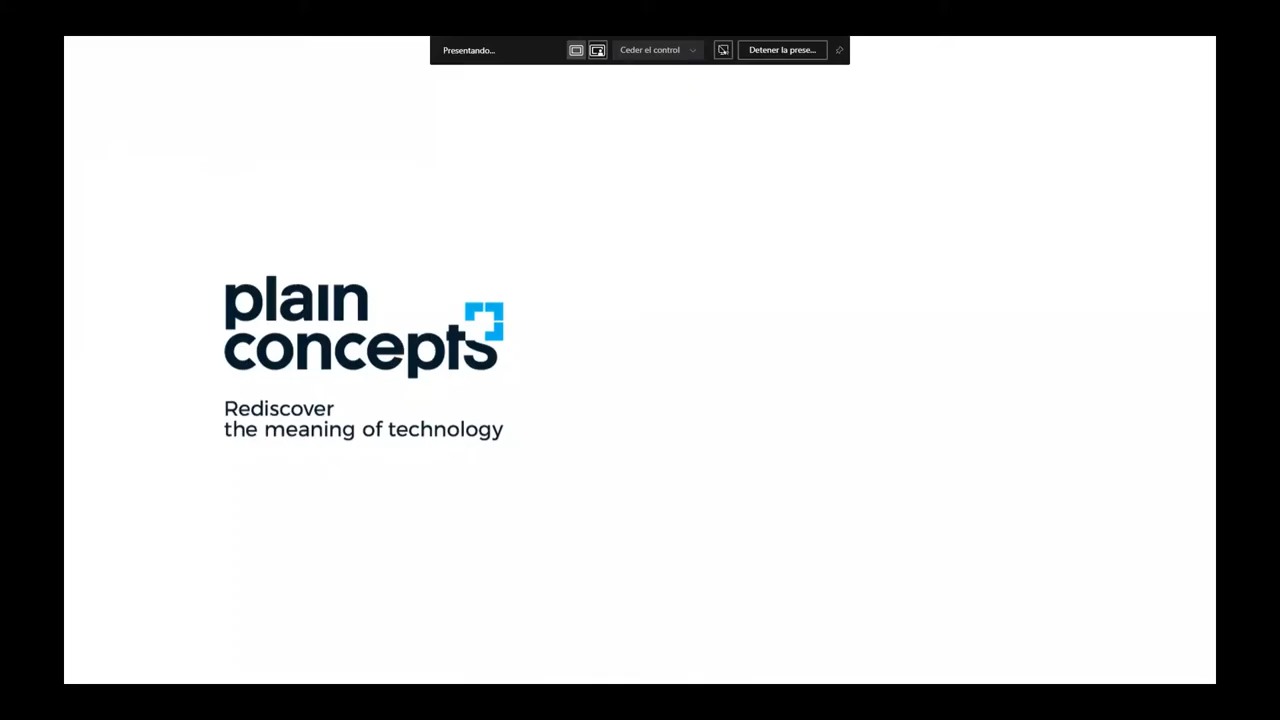 Presentando...
Ceder el control
Detener la prese...
plain
concepts
Rediscover
the meaning of technology